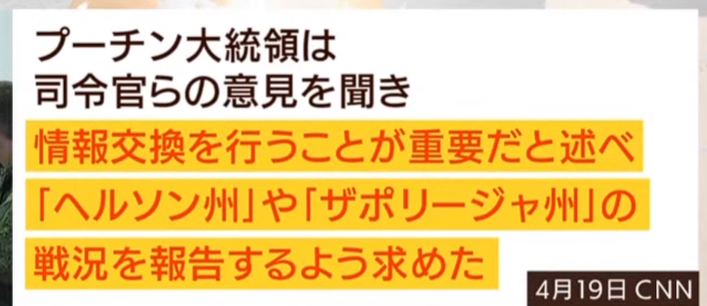 プーチン大統領は
司令官らの意見を聞き
情報交換を行うことが重要だと述べ
「ヘルソン州」や「ザポリージャ州」の
戦況を報告するよう求めた
4月19日 CNN